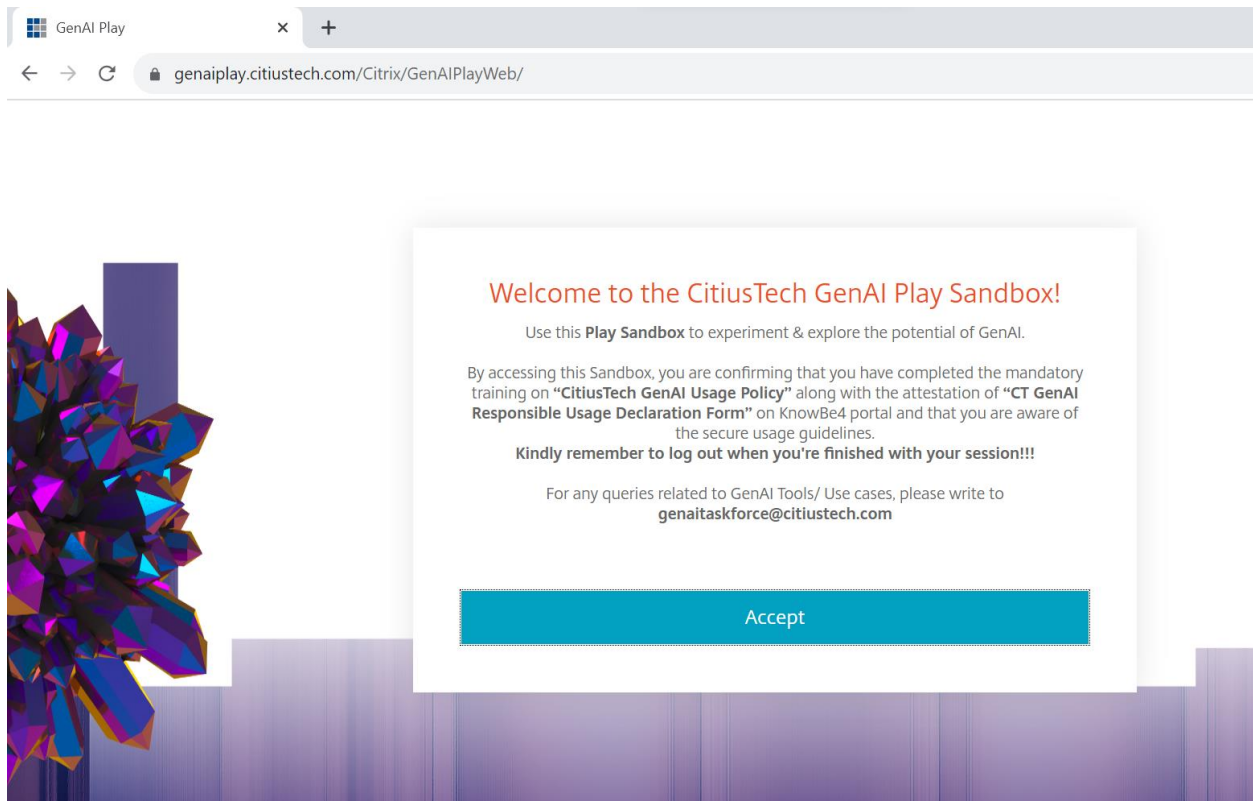 GenAI Play
genaiplay.citiustech.com/Citrix/GenAIPlayWeb/
Welcome to the CitiusTech GenAI Play Sandbox!
Use this Play Sandbox to experiment & explore the potential of GenAI.
By accessing this Sandbox, you are confirming that you have completed the mandatory
training on “CitiusTech GenAI Usage Policy” along with the attestation of “CT GenAI
Responsible Usage Declaration Form” on KnowBe4 portal and that you are aware of
the secure usage guidelines.
Kindly remember to log out when you're finished with your session!!!
For any queries related to GenAI Tools/ Use cases, please write to
genaitaskforce@citiustech.com
Accept